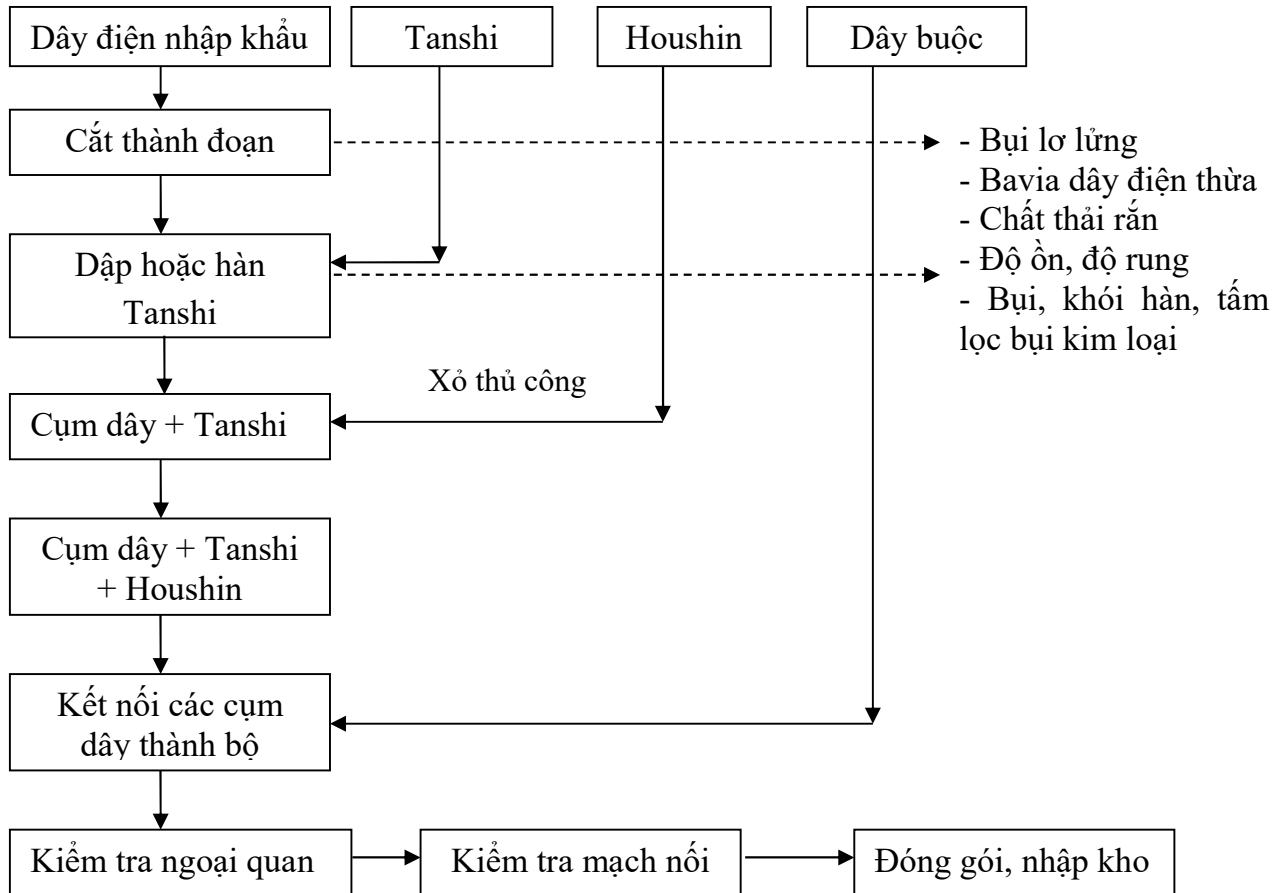 Dây điện nhập khẩu
Tanshi
Houshin
Dây buộc
Cắt thành đoạn
- Bụi lơ lửng
- Bavia dây điện thừa
- Chất thải rắn
- Độ ồn, độ rung
- Bụi, khói hàn, tấm
lọc bụi kim loại
Dập hoặc hàn
Tanshi
Xỏ thủ công
Cụm dây + Tanshi
Cụm dây + Tanshi
+ Houshin
Kết nối các cụm
dây thành bộ
Kiểm tra ngoại quan
Kiểm tra mạch nối
Đóng gói, nhập kho